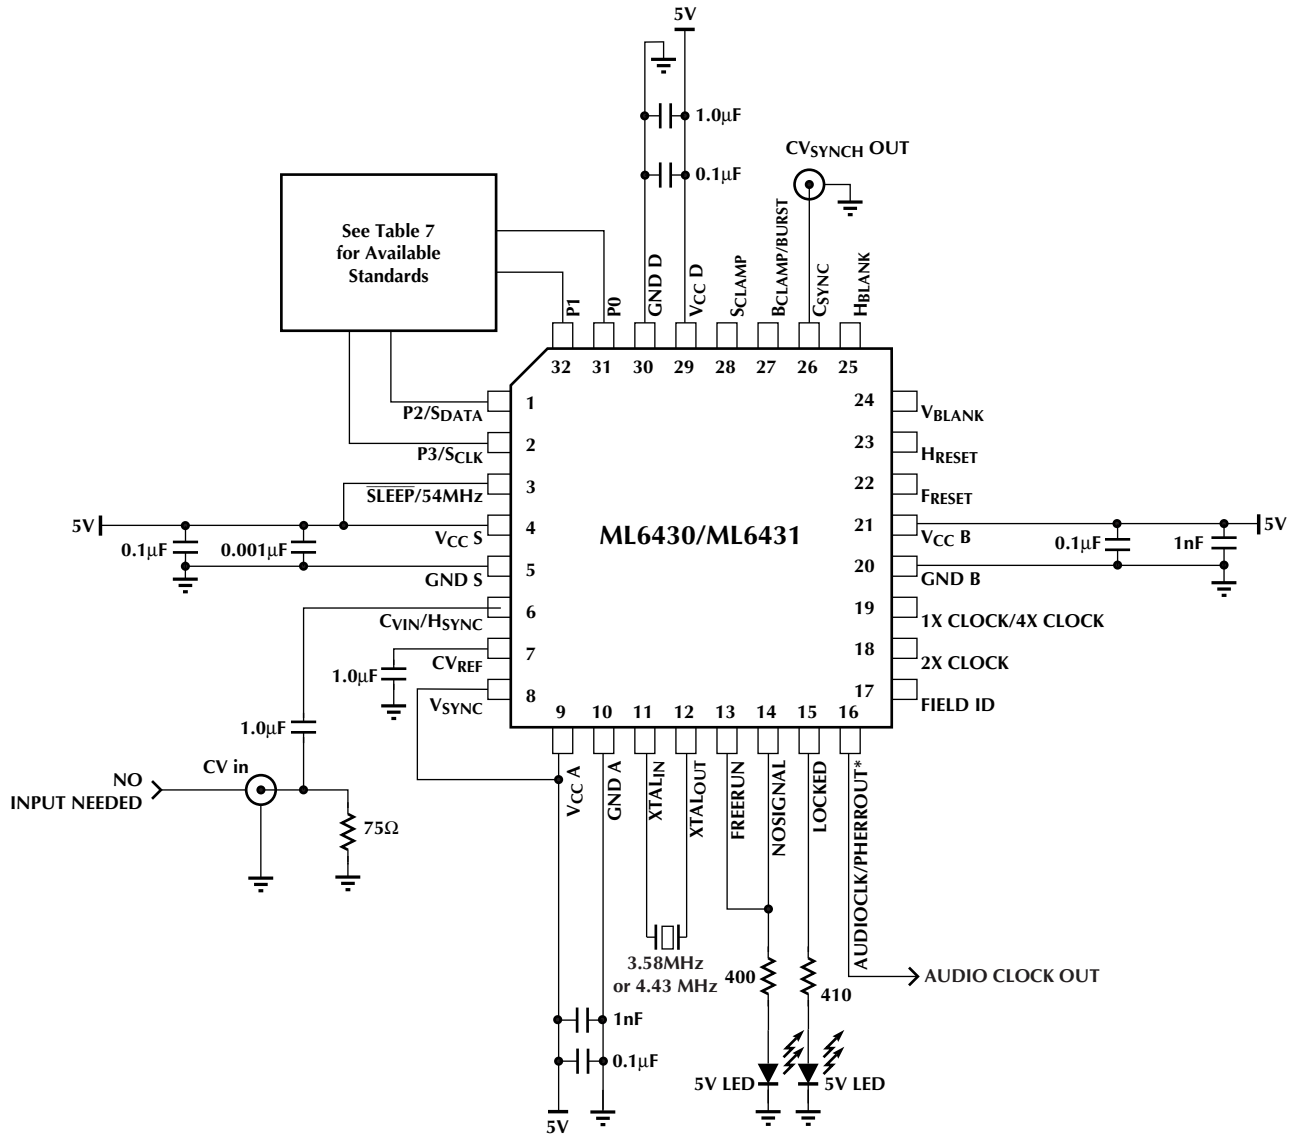 5V
1.0µF
0.1µF
CVSYNCH OUT
See Table 7
for Available
Standards
P1
P0
GND D
VCC D
SCLAMP
BCLAMP/BURST
CSYNC
HBLANK
32
31
30
29
28
27
26
25
P2/SDATA
1
P3/SCLK
2
SLEEP/54MHz
3
5V
0.1µF
0.001µF
VCC S
4
GND S
5
CVIN/HSYNC
6
CVREF
7
1.0µF
VSYNC
8
ML6430/ML6431
24
VBLANK
23
HRESET
22
FRESET
21
VCC B
0.1µF
1nF
5V
20
GND B
19
1X CLOCK/4X CLOCK
18
2X CLOCK
17
FIELD ID
9
10
11
12
13
14
15
16
1.0µF
CV in
NO
INPUT NEEDED
75Ω
VCC A
GND A
XTALIN
XTALOUT
FREERUN
NOSIGNAL
LOCKED
AUDIOCLK/PHERROUT*
3.58MHz
or 4.43 MHz
400
410
AUDIO CLOCK OUT
1nF
0.1µF
5V LED
5V LED
5V